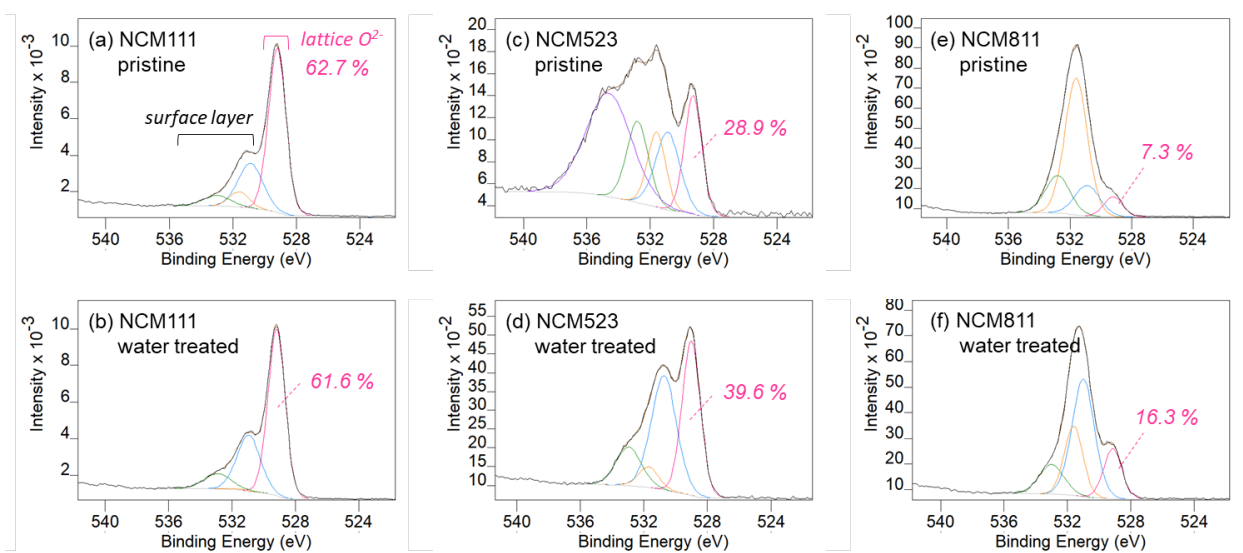 (a) NCM111
pristine
lattice O²⁻
62.7 %
surface layer
Intensity x 10⁻³
10
8
6
4
2
540 536 532 528 524
Binding Energy (eV)
(c) NCM523
pristine
28.9 %
Intensity x 10⁻²
20
18
16
14
12
10
8
6
4
540 536 532 528 524
Binding Energy (eV)
(e) NCM811
pristine
7.3 %
Intensity x 10⁻²
100
90
80
70
60
50
40
30
20
10
540 536 532 528 524
Binding Energy (eV)
(b) NCM111
water treated
61.6 %
Intensity x 10⁻³
10
8
6
4
2
540 536 532 528 524
Binding Energy (eV)
(d) NCM523
water treated
39.6 %
Intensity x 10⁻²
55
50
45
40
35
30
25
20
15
10
540 536 532 528 524
Binding Energy (eV)
(f) NCM811
water treated
16.3 %
Intensity x 10⁻²
80
70
60
50
40
30
20
10
540 536 532 528 524
Binding Energy (eV)